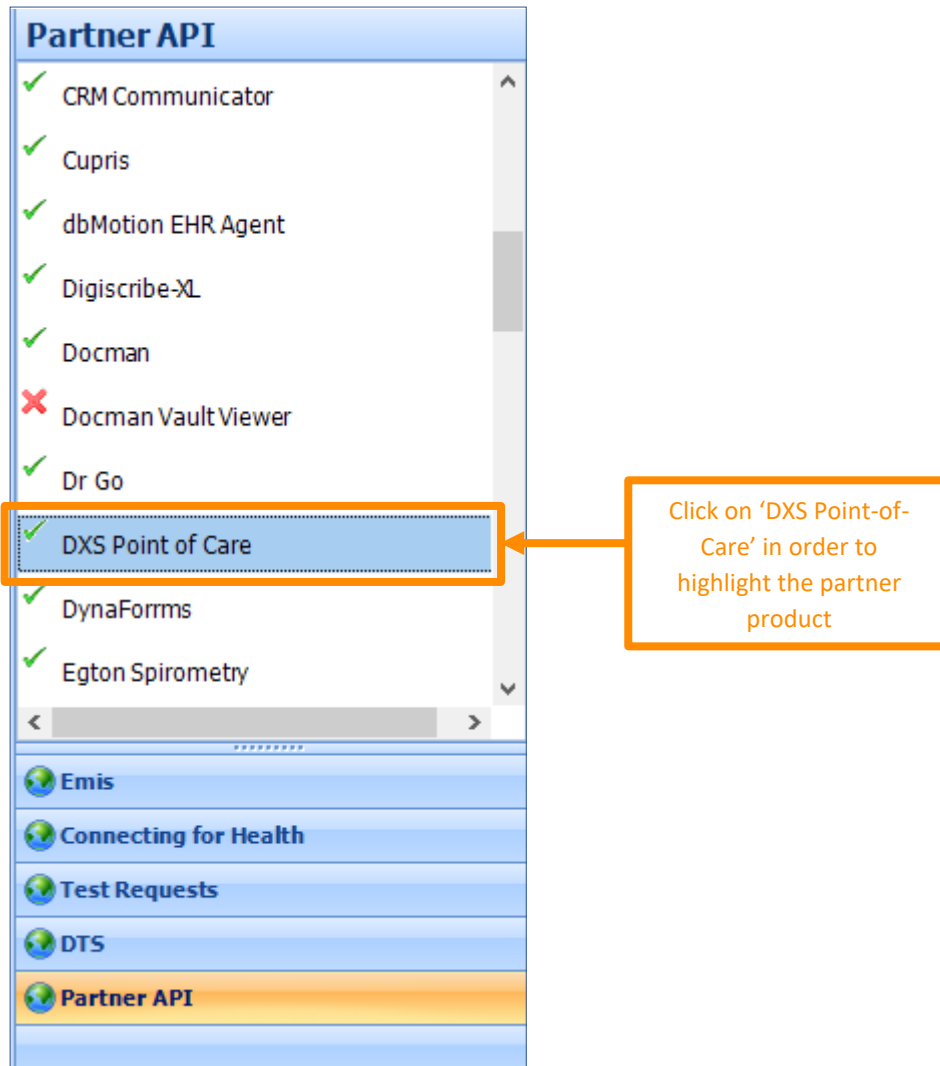 Partner API
CRM Communicator
Cupris
dbMotion EHR Agent
Digiscribe-XL
Docman
Docman Vault Viewer
Dr Go
DXS Point of Care
DynaForrms
Egton Spirometry
Click on ‘DXS Point-of-
Care’ in order to
highlight the partner
product
Emis
Connecting for Health
Test Requests
DTS
Partner API